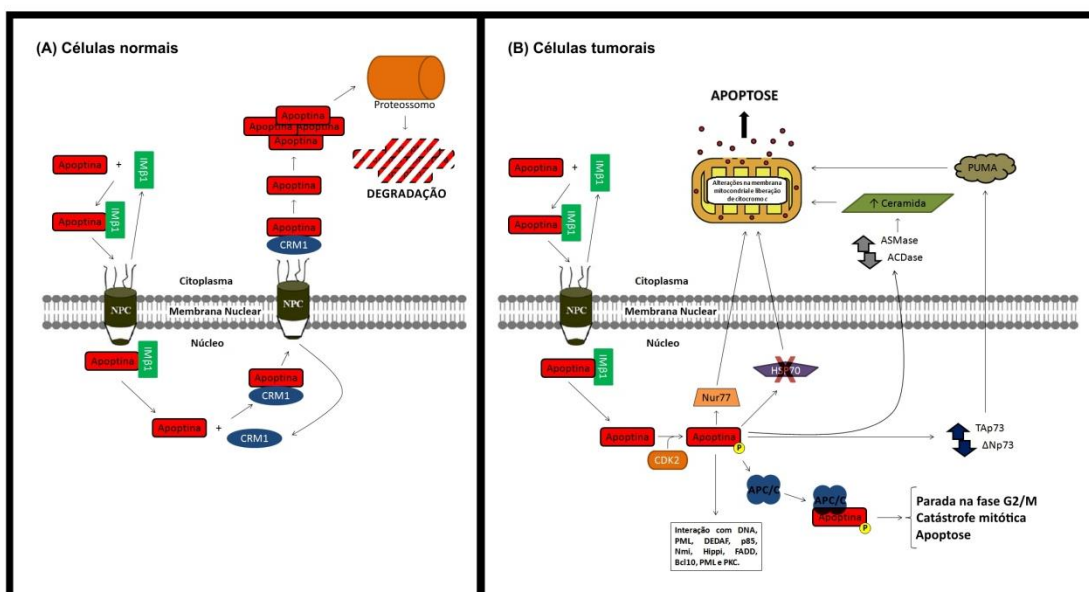 (A) Células normais
Proteossomo
Apoptina
Apoptina
Apoptina
Apoptina
DEGRADAÇÃO
Apoptina
+
IMβ1
Apoptina
Apoptina
IMβ1
Apoptina
CRM1
Citoplasma
NPC
Membrana Nuclear
NPC
Núcleo
Apoptina
IMβ1
Apoptina
CRM1
Apoptina
+
CRM1
(B) Células tumorais
APOPTOSE
Apoptina
+
IMβ1
Alterações na membrana
mitocondrial e liberação
de citocromo c
PUMA
↑ Ceramida
Apoptina
IMβ1
ASMase
ACDase
Citoplasma
NPC
Membrana Nuclear
Núcleo
Apoptina
IMβ1
HSP70
Nur77
Apoptina
Apoptina
P
CDK2
TAp73
ΔNp73
APC/C
APC/C
Apoptina
P
Parada na fase G2/M
Catástrofe mitótica
Apoptose
Interação com DNA,
PML, DEDAF, p85,
Nmi, Hippi, FADD,
Bcl10, PML e PKC.